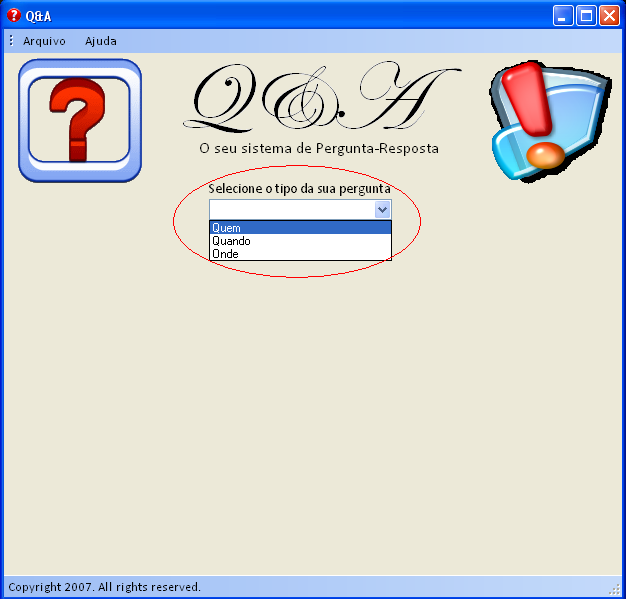 Q&A
Arquivo Ajuda
Q&A
O seu sistema de Pergunta-Resposta
Selecione o tipo da sua pergunta
Quem
Quando
Onde
Copyright 2007. All rights reserved.